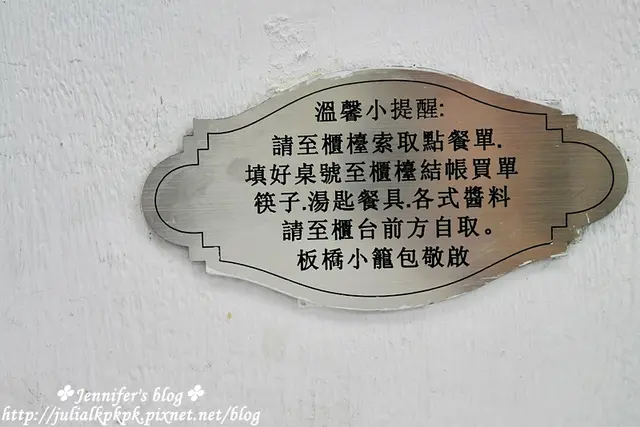 溫馨小提醒:
請至櫃檯索取點餐單.
填好桌號至櫃檯結帳買單
筷子.湯匙餐具.各式醬料
請至櫃台前方自取。
板橋小籠包敬啟
Jennifer's blog
http://julialkpkpk.pixnet.net/blog